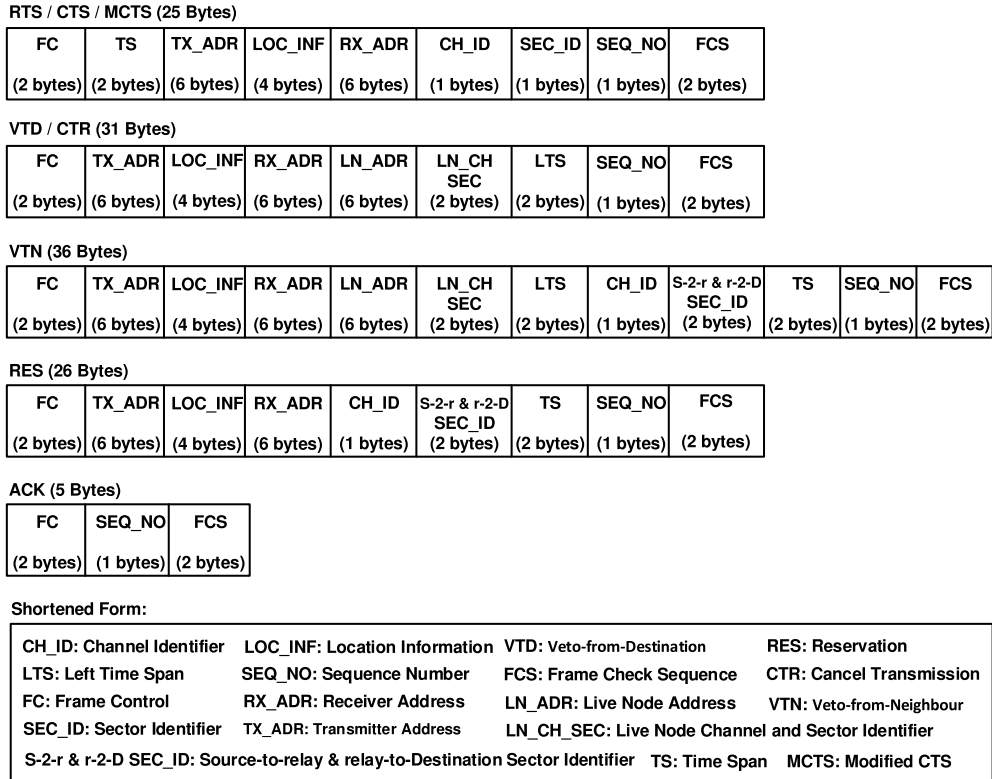 RTS / CTS / MCTS (25 Bytes)
FC TS TX_ADR LOC_INF RX_ADR CH_ID SEC_ID SEQ_NO FCS
(2 bytes) (2 bytes) (6 bytes) (4 bytes) (6 bytes) (1 bytes) (1 bytes) (1 bytes) (2 bytes)
VTD / CTR (31 Bytes)
FC TX_ADR LOC_INF RX_ADR LN_ADR LN_CH LTS SEQ_NO FCS
SEC
(2 bytes) (6 bytes) (4 bytes) (6 bytes) (6 bytes) (2 bytes) (2 bytes) (1 bytes) (2 bytes)
VTN (36 Bytes)
FC TX_ADR LOC_INF RX_ADR LN_ADR LN_CH LTS CH_ID S-2-r & r-2-D TS SEQ_NO FCS
SEC SEC_ID
(2 bytes) (6 bytes) (4 bytes) (6 bytes) (6 bytes) (2 bytes) (2 bytes) (1 bytes) (2 bytes) (2 bytes) (1 bytes) (2 bytes)
RES (26 Bytes)
FC TX_ADR LOC_INF RX_ADR CH_ID S-2-r & r-2-D TS SEQ_NO FCS
SEC_ID
(2 bytes) (6 bytes) (4 bytes) (6 bytes) (1 bytes) (2 bytes) (2 bytes) (1 bytes) (2 bytes)
ACK (5 Bytes)
FC SEQ_NO FCS
(2 bytes) (1 bytes) (2 bytes)
Shortened Form:
CH_ID: Channel Identifier LOC_INF: Location Information VTD: Veto-from-Destination RES: Reservation
LTS: Left Time Span SEQ_NO: Sequence Number FCS: Frame Check Sequence CTR: Cancel Transmission
FC: Frame Control RX_ADR: Receiver Address LN_ADR: Live Node Address VTN: Veto-from-Neighbour
SEC_ID: Sector Identifier TX_ADR: Transmitter Address LN_CH_SEC: Live Node Channel and Sector Identifier
S-2-r & r-2-D SEC_ID: Source-to-relay & relay-to-Destination Sector Identifier TS: Time Span MCTS: Modified CTS